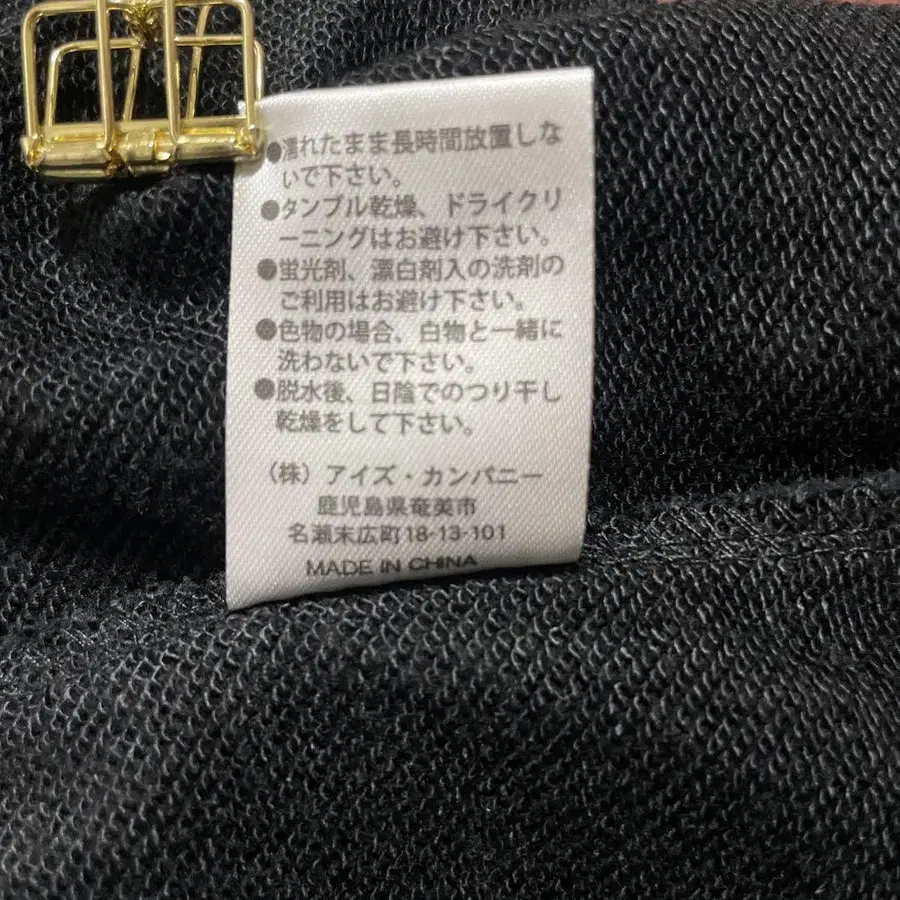 ●濡れたまま長時間放置しな
いで下さい。
●タンブル乾燥、ドライクリ
ーニングはお避け下さい。
●蛍光剤、漂白剤入の洗剤の
ご利用はお避け下さい。
●色物の場合、白物と一緒に
洗わないで下さい。
●脱水後、日陰でのつり干し
乾燥をして下さい。
(株) アイズ・カンパニー
鹿児島県奄美市
名瀬末広町18-13-101
MADE IN CHINA